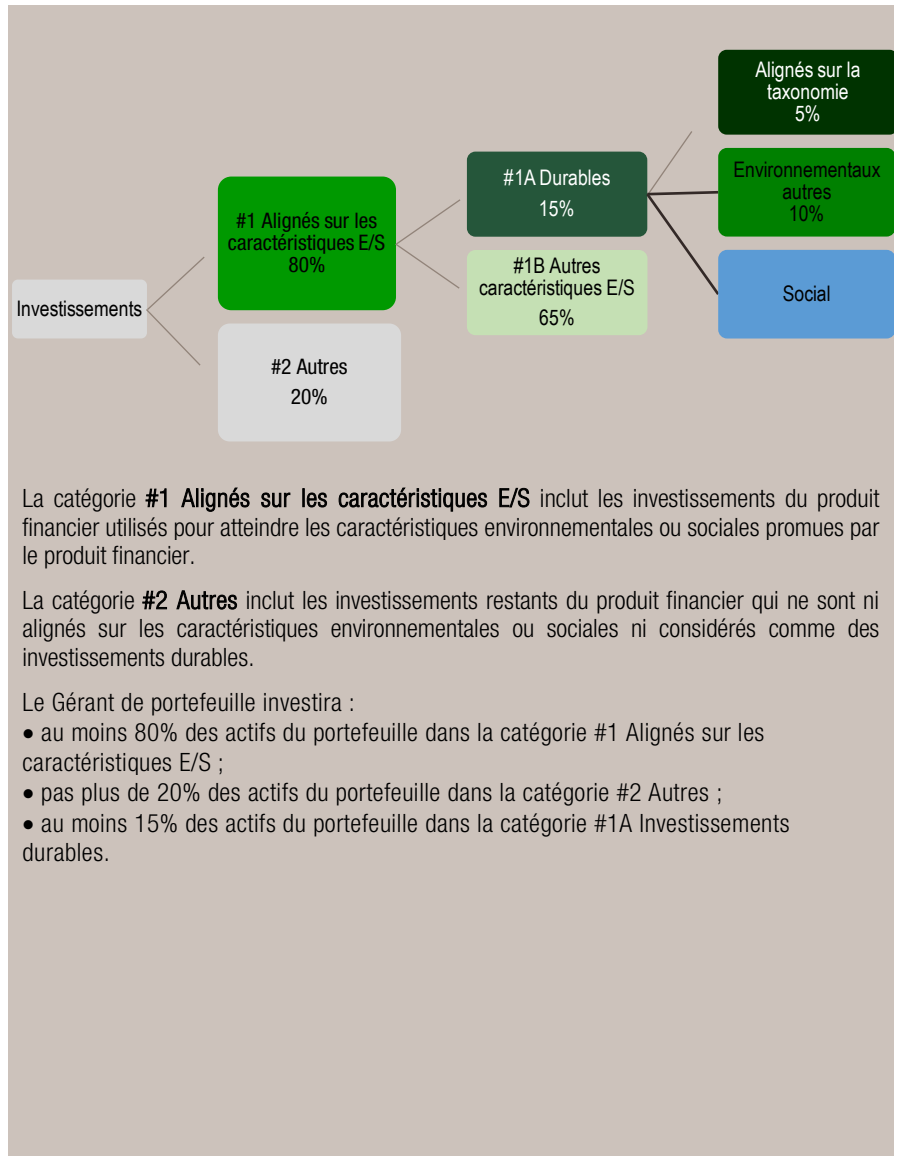 Investissements
#1 Alignés sur les
caractéristiques E/S
80%
#2 Autres
20%
#1A Durables
15%
#1B Autres
caractéristiques E/S
65%
Alignés sur la
taxonomie
5%
Environnementaux
autres
10%
Social
La catégorie #1 Alignés sur les caractéristiques E/S inclut les investissements du produit
financier utilisés pour atteindre les caractéristiques environnementales ou sociales promues par
le produit financier.
La catégorie #2 Autres inclut les investissements restants du produit financier qui ne sont ni
alignés sur les caractéristiques environnementales ou sociales ni considérés comme des
investissements durables.
Le Gérant de portefeuille investira :
• au moins 80% des actifs du portefeuille dans la catégorie #1 Alignés sur les
caractéristiques E/S ;
• pas plus de 20% des actifs du portefeuille dans la catégorie #2 Autres ;
• au moins 15% des actifs du portefeuille dans la catégorie #1A Investissements
durables.